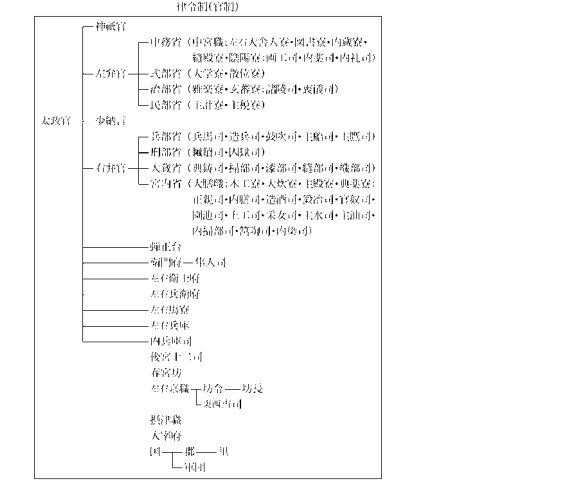 律令制(官制)
神祇官
中務省(中宮職;左右大舎人寮・図書寮・内蔵寮・
縫殿寮・陰陽寮;画工司・内薬司・内礼司)
左弁官 式部省(大学寮・散位寮)
治部省(雅楽寮・玄蕃寮;諸陵司・喪儀司)
民部省(主計寮・主税寮)
太政官 少納言
兵部省(兵馬司・造兵司・鼓吹司・主船司・主鷹司)
刑部省(贓贖司・囚獄司)
右弁官 大蔵省(典鋳司・掃部司・漆部司・縫部司・織部司)
宮内省(大膳職;木工寮・大炊寮・主殿寮・典薬寮;
正親司・内膳司・造酒司・鍛冶司・官奴司・
園池司・土工司・采女司・主水司・主油司・
内掃部司・筥陶司・内染司)
弾正台
衛門府 隼人司
左右衛士府
左右兵衛府
左右馬寮
左右兵庫
内兵庫司
後宮十二司
春宮坊
左右京職 坊令 坊長
東西市司
摂津職
大宰府
国 郡 里
軍団